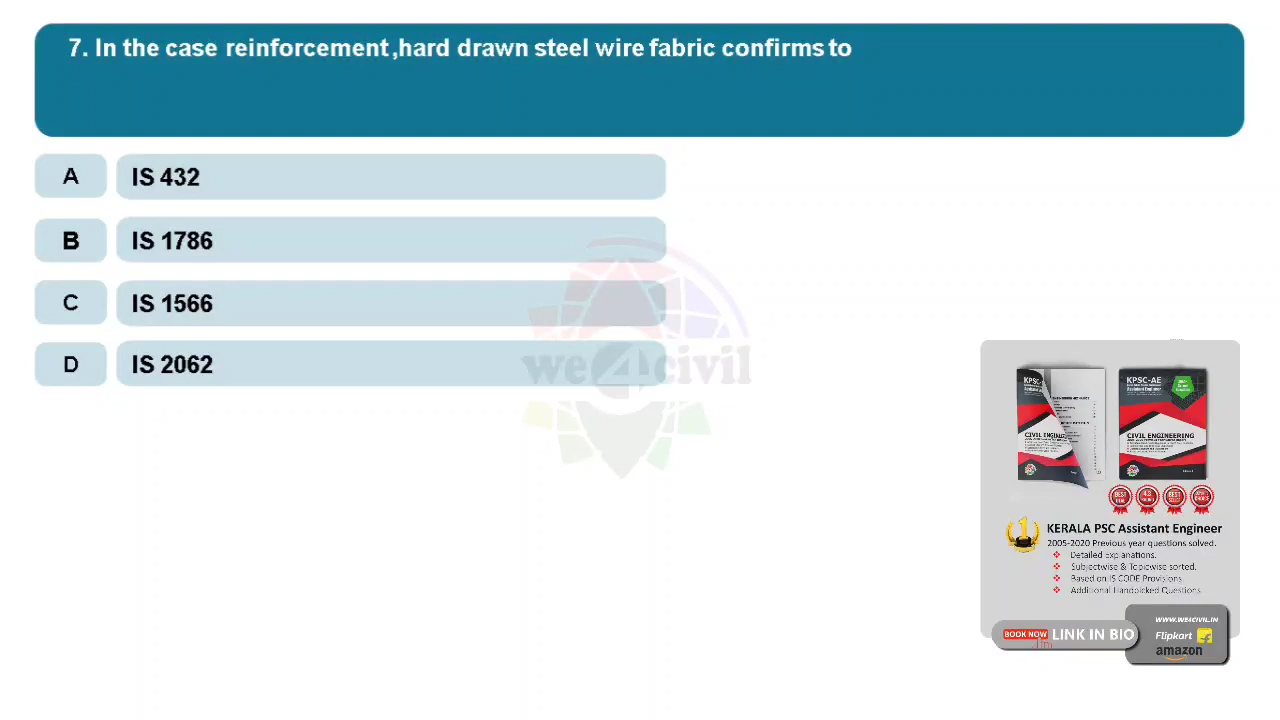 7. In the case reinforcement ,hard drawn steel wire fabric confirms to
A IS 432
B IS 1786
C IS 1566
D IS 2062
we4civil
KPSC-AE
Assistant Engineer
CIVIL ENGINEERING
KERALA PSC Assistant Engineer
2005-2020 Previous year questions solved.
Detailed Explanations.
Subjectwise & Topicwise sorted.
Based on IS CODE Provisions
Additional Handpicked Questions
BOOK NOW LINK IN BIO
WWW.WE4CIVIL.IN
Flipkart
amazon